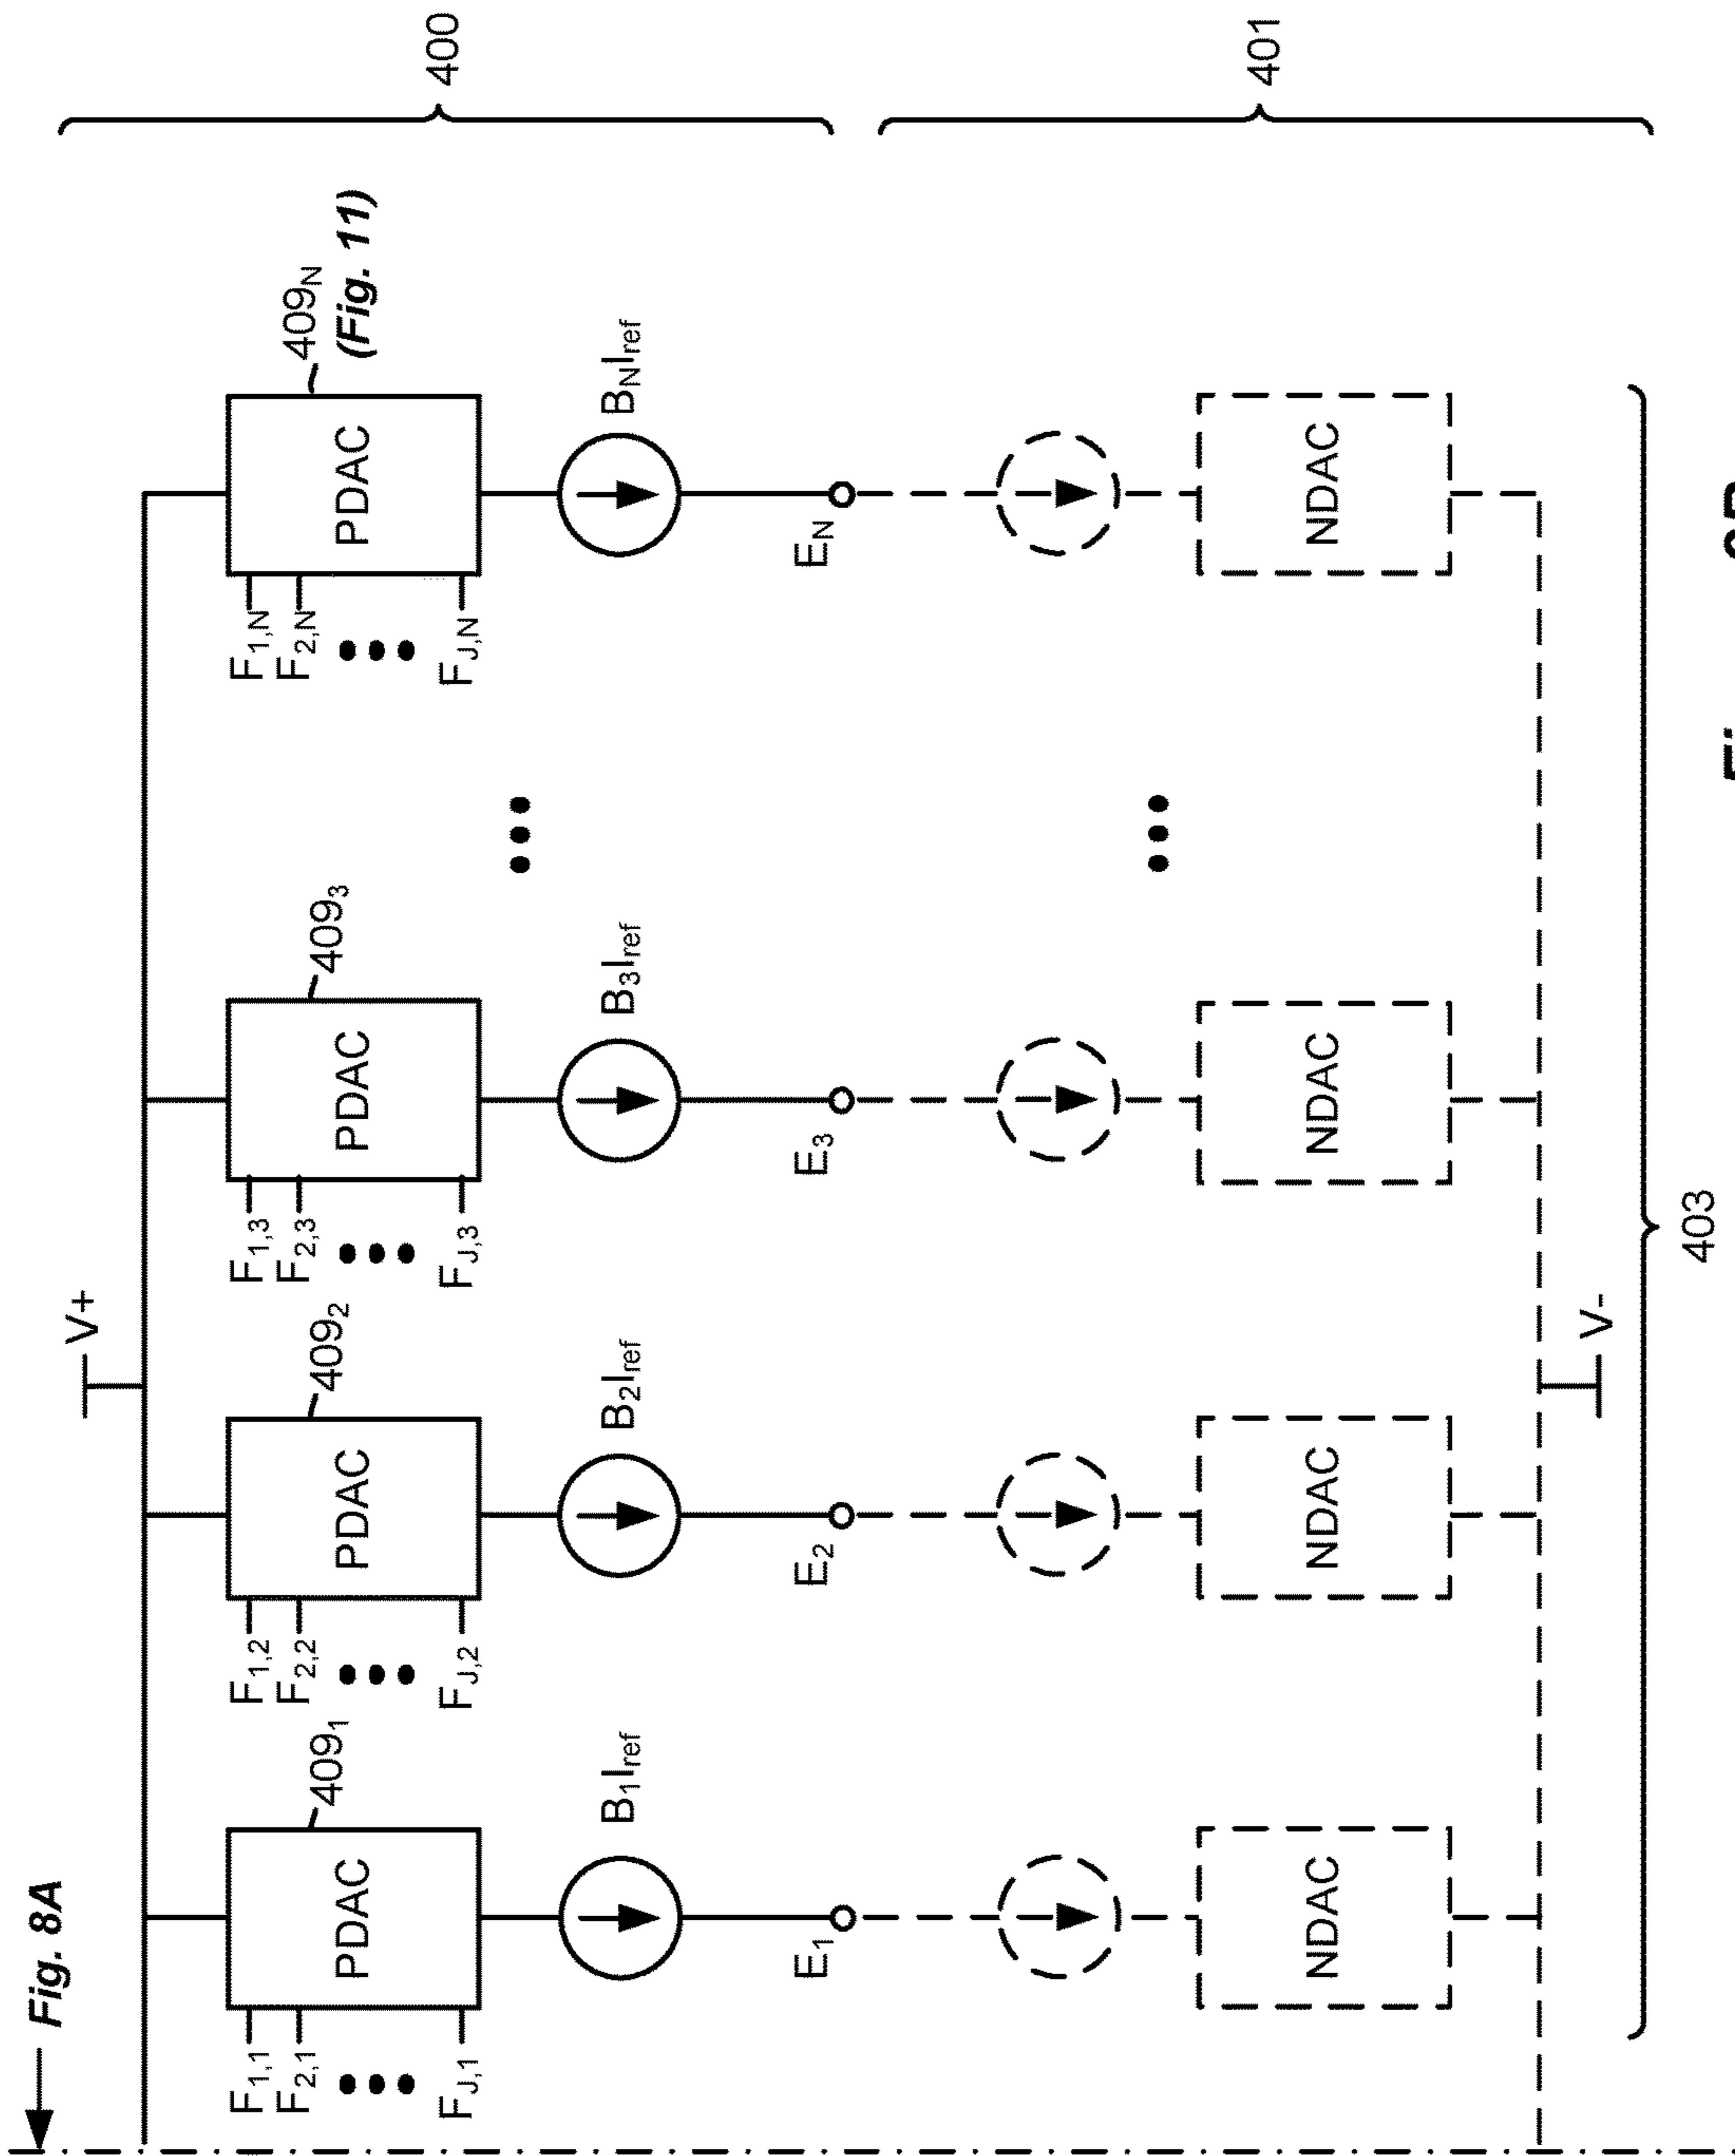 Fig. 8A
V+
400
401
409₁
409₂
409₃
409N
(Fig. 11)
F₁,₁
F₂,₁
FJ,₁
PDAC
F₁,₂
F₂,₂
FJ,₂
PDAC
F₁,₃
F₂,₃
FJ,₃
PDAC
F₁,N
F₂,N
FJ,N
PDAC
B₁Iref
B₂Iref
B₃Iref
BNIref
E₁
E₂
E₃
EN
NDAC
NDAC
NDAC
NDAC
V-
403